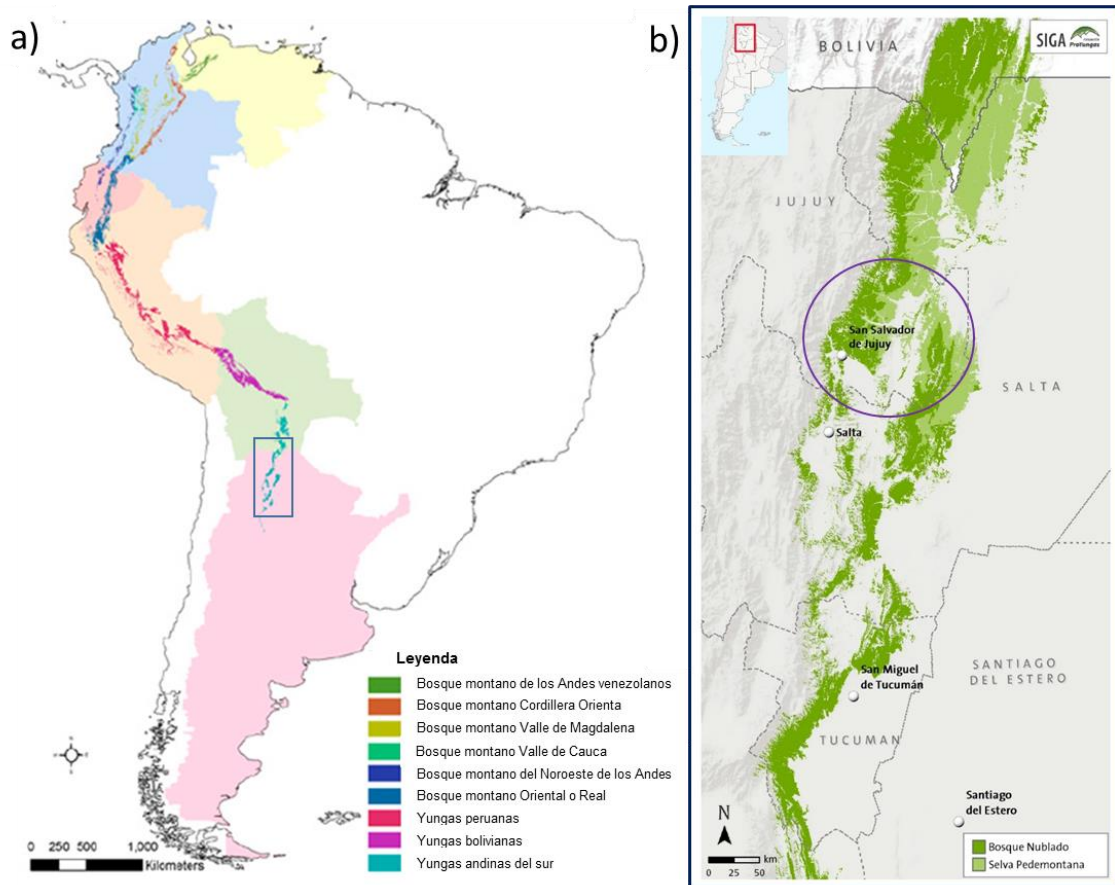 a)
Leyenda
Bosque montano de los Andes venezolanos
Bosque montano Cordillera Orienta
Bosque montano Valle de Magdalena
Bosque montano Valle de Cauca
Bosque montano del Noroeste de los Andes
Bosque montano Oriental o Real
Yungas peruanas
Yungas bolivianas
Yungas andinas del sur
0 250 500 1,000
Kilometers
b)
SIGA
ProYungas
BOLIVIA
JUJUY
San Salvador
de Jujuy
SALTA
Salta
San Miguel
de Tucumán
SANTIAGO
DEL ESTERO
TUCUMAN
Santiago
del Estero
N
0 25 50 km
Bosque Nublado
Selva Pedemontana